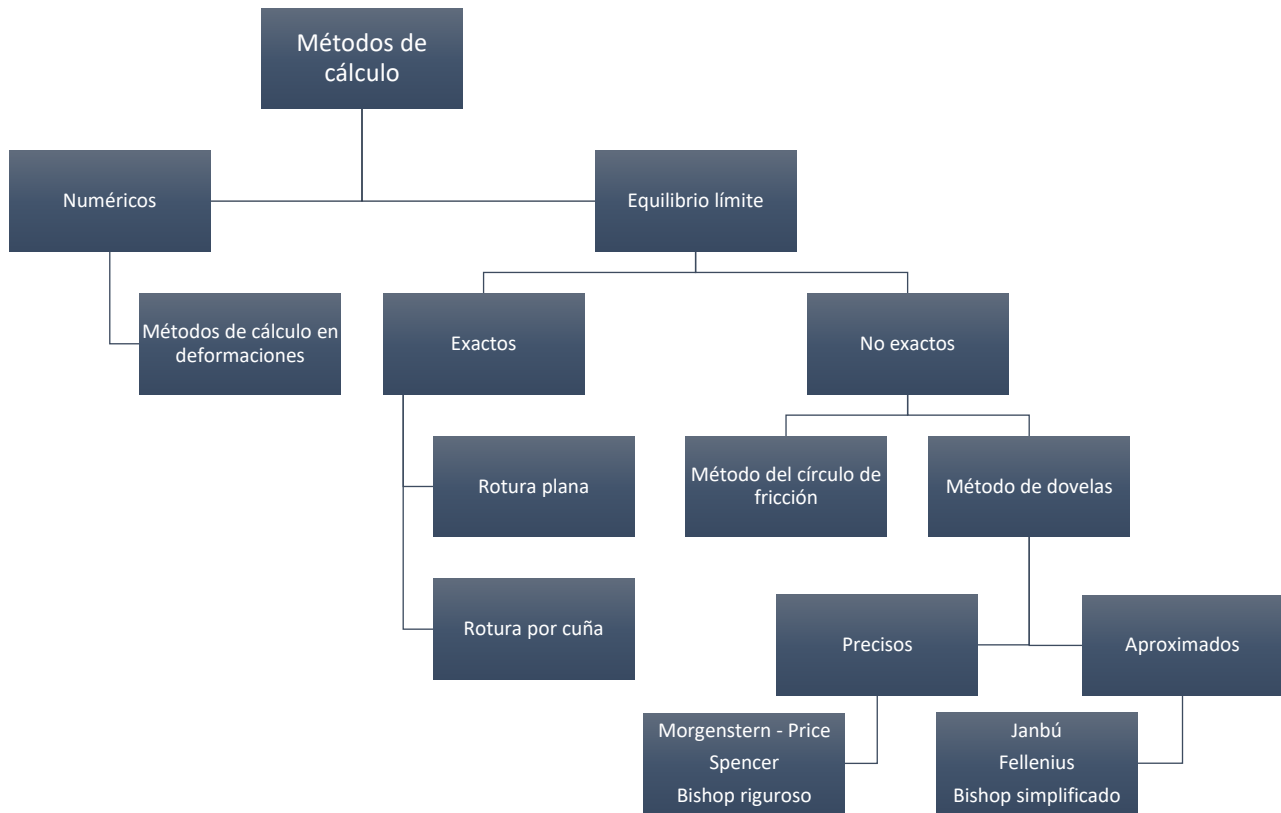 Métodos de
cálculo
Numéricos
Equilibrio límite
Métodos de cálculo en
deformaciones
Exactos
No exactos
Rotura plana
Método del círculo de
fricción
Método de dovelas
Rotura por cuña
Precisos
Aproximados
Morgenstern - Price
Spencer
Bishop riguroso
Janbú
Fellenius
Bishop simplificado